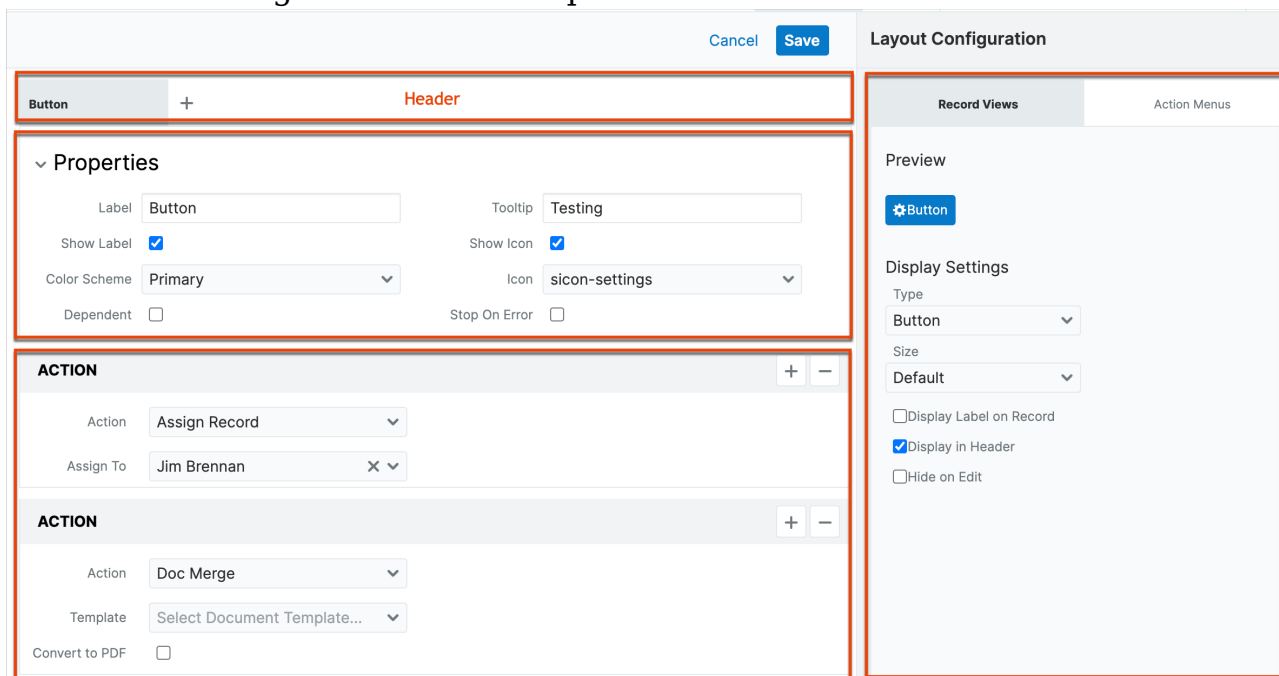 Cancel Save Layout Configuration
Button + Header Record Views Action Menus
Properties
Preview
Label Button Tooltip Testing
Button
Show Label Show Icon
Color Scheme Primary Icon sicon-settings
Display Settings
Type
Dependent Stop On Error
Button
Size
ACTION + −
Default
Action Assign Record
Display Label on Record
Display in Header
Assign To Jim Brennan
Hide on Edit
ACTION + −
Action Doc Merge
Template Select Document Template...
Convert to PDF